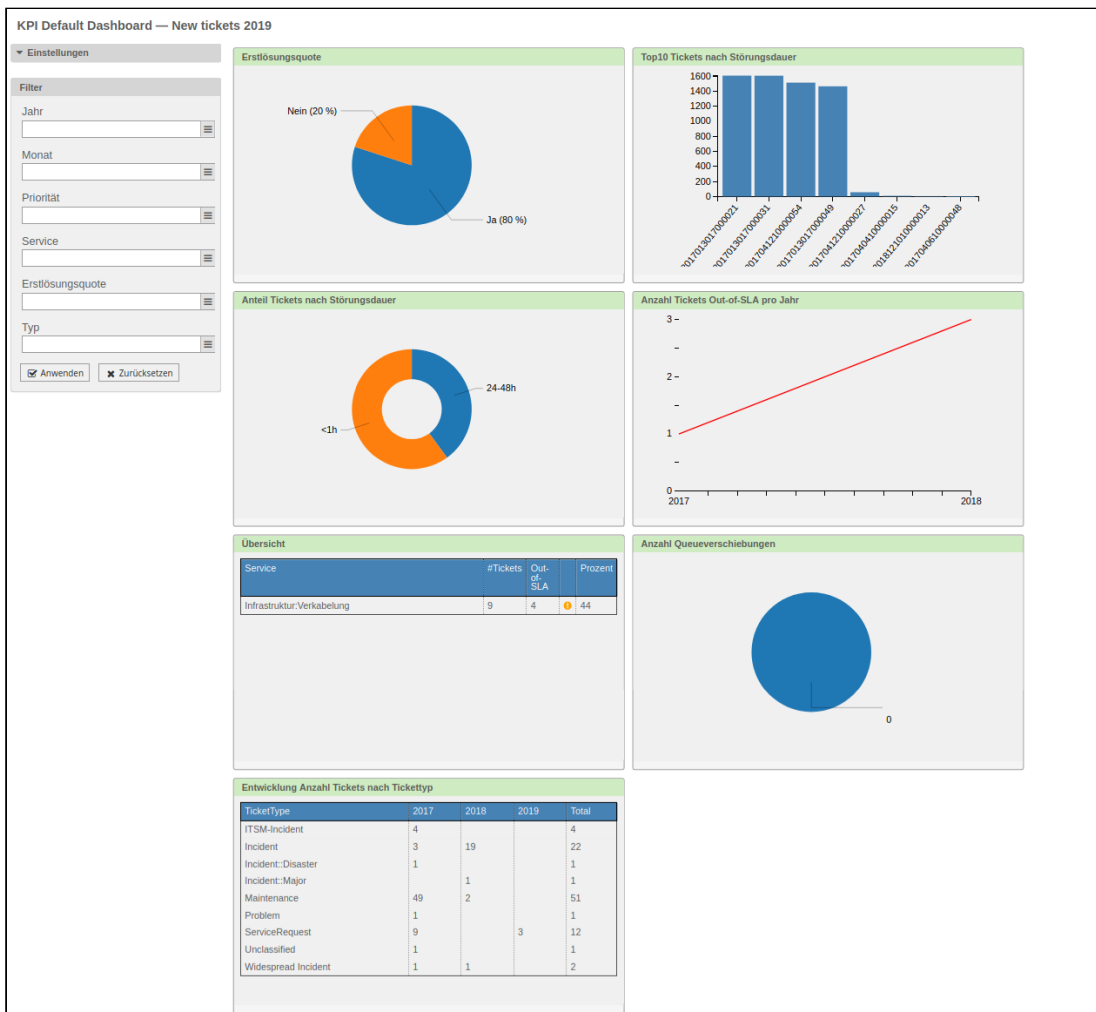 KPI Default Dashboard — New tickets 2019
Einstellungen
Filter
Jahr
Monat
Priorität
Service
Erstlösungsquote
Typ
Anwenden
Zurücksetzen
Erstlösungsquote
Nein (20 %)
Ja (80 %)
Top10 Tickets nach Störungsdauer
1600
1400
1200
1000
800
600
400
200
0
2017013017000021
2017013017000031
2017041210000054
2017013017000049
2017041210000027
2017040410000015
2018121010000013
2017040610000048
Anteil Tickets nach Störungsdauer
24-48h
<1h
Anzahl Tickets Out-of-SLA pro Jahr
3
2
1
0
2017 2018
Übersicht
Service #Tickets Out-of-SLA Prozent
Infrastruktur:Verkabelung 9 4 44
Anzahl Queueverschiebungen
0
Entwicklung Anzahl Tickets nach Tickettyp
TicketType 2017 2018 2019 Total
ITSM-Incident 4 4
Incident 3 19 22
Incident::Disaster 1 1
Incident::Major 1 1
Maintenance 49 2 51
Problem 1 1
ServiceRequest 9 3 12
Unclassified 1 1
Widespread Incident 1 1 2